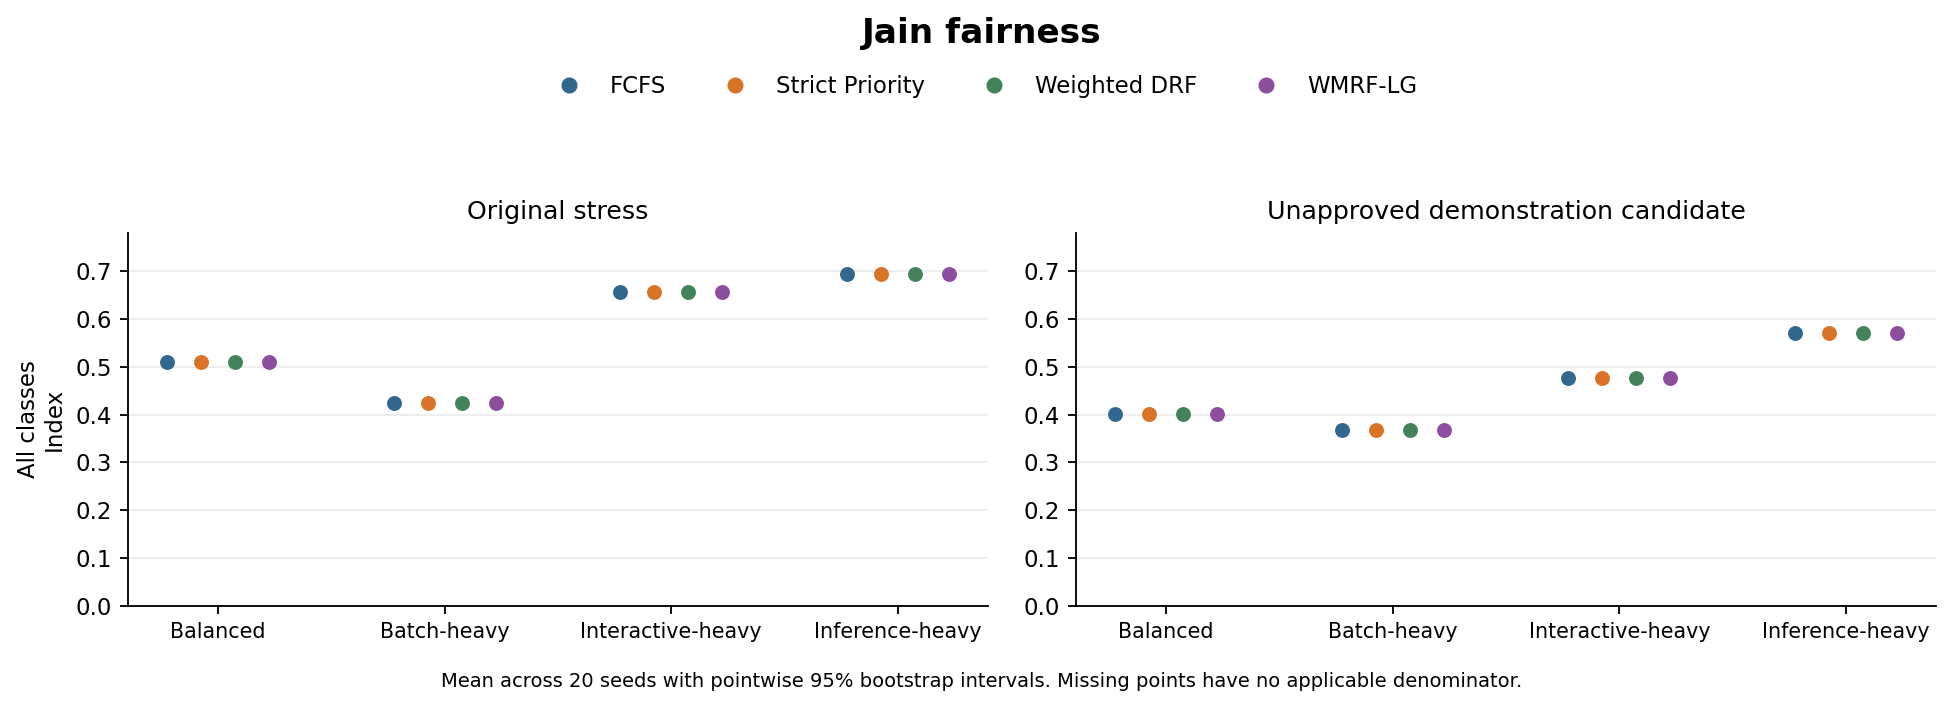 Jain fairness
FCFS
Strict Priority
Weighted DRF
WMRF-LG
Original stress
Unapproved demonstration candidate
All classes
Index
0.7
0.6
0.5
0.4
0.3
0.2
0.1
0.0
Balanced
Batch-heavy
Interactive-heavy
Inference-heavy
0.7
0.6
0.5
0.4
0.3
0.2
0.1
0.0
Balanced
Batch-heavy
Interactive-heavy
Inference-heavy
Mean across 20 seeds with pointwise 95% bootstrap intervals. Missing points have no applicable denominator.